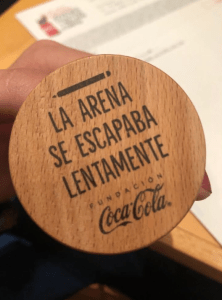 LA ARENA
SE ESCAPABA
LENTAMENTE
FUNDACIÓN
Coca-Cola